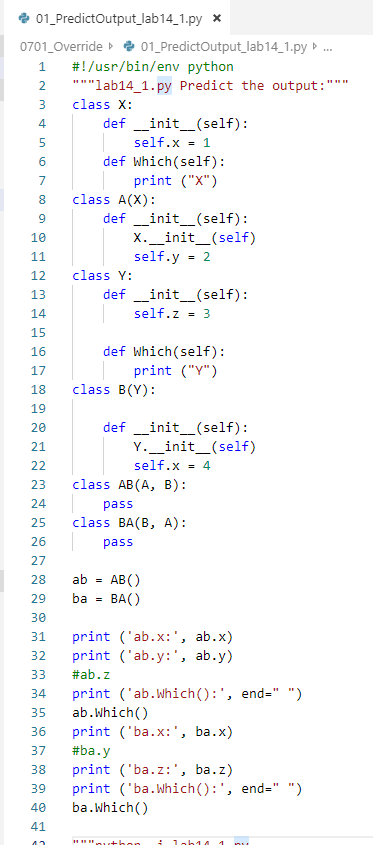 01_PredictOutput_lab14_1.py ×
0701_Override › 01_PredictOutput_lab14_1.py › ...
1 #!/usr/bin/env python
2 """lab14_1.py Predict the output:"""
3 class X:
4     def __init__(self):
5         self.x = 1
6     def Which(self):
7         print ("X")
8 class A(X):
9     def __init__(self):
10         X.__init__(self)
11         self.y = 2
12 class Y:
13     def __init__(self):
14         self.z = 3
15
16     def Which(self):
17         print ("Y")
18 class B(Y):
19
20     def __init__(self):
21         Y.__init__(self)
22         self.x = 4
23 class AB(A, B):
24     pass
25 class BA(B, A):
26     pass
27
28 ab = AB()
29 ba = BA()
30
31 print ('ab.x:', ab.x)
32 print ('ab.y:', ab.y)
33 #ab.z
34 print ('ab.Which():', end=" ")
35 ab.Which()
36 print ('ba.x:', ba.x)
37 #ba.y
38 print ('ba.z:', ba.z)
39 print ('ba.Which():', end=" ")
40 ba.Which()
41
42 """python -i lab14_1.py